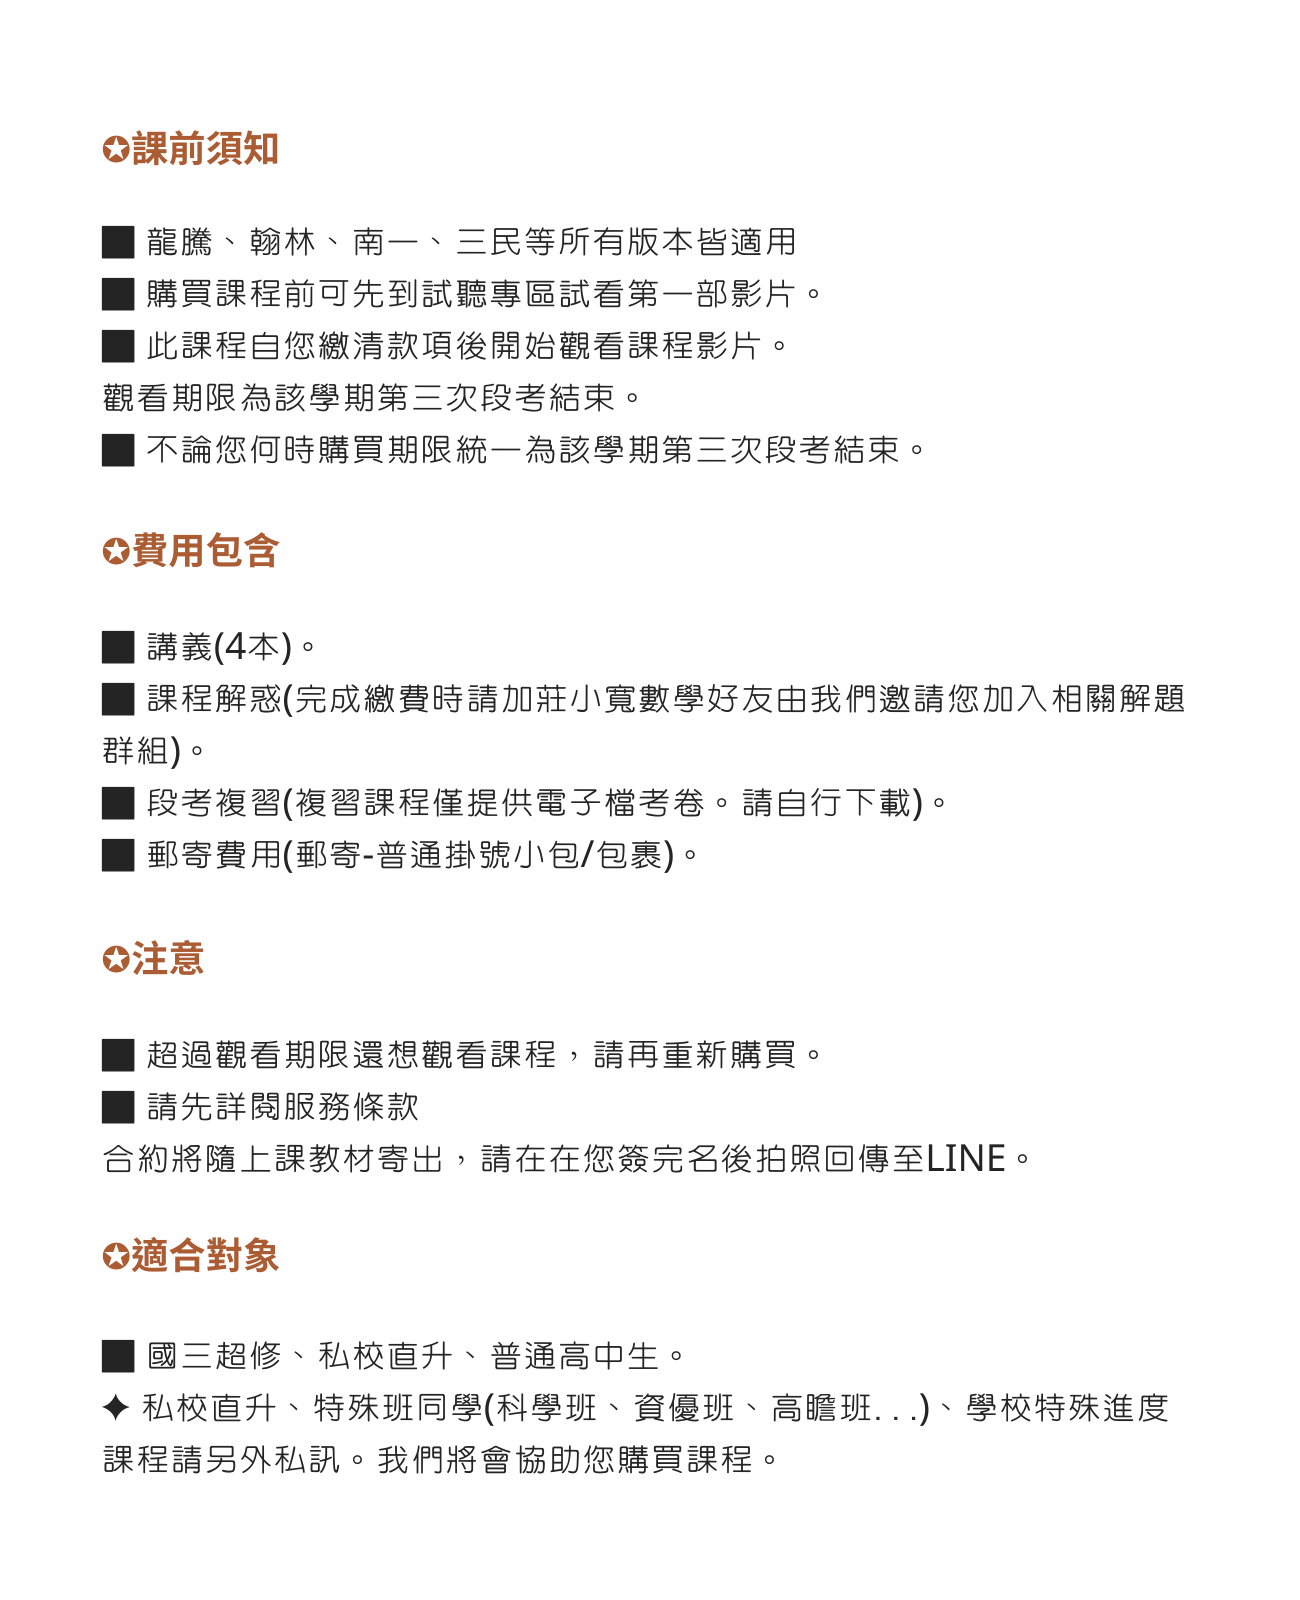 ✪課前須知
■ 龍騰、翰林、南一、三民等所有版本皆適用
■ 購買課程前可先到試聽專區試看第一部影片。
■ 此課程自您繳清款項後開始觀看課程影片。
觀看期限為該學期第三次段考結束。
■ 不論您何時購買期限統一為該學期第三次段考結束。
✪費用包含
■ 講義(4本)。
■ 課程解惑(完成繳費時請加莊小寬數學好友由我們邀請您加入相關解題
群組)。
■ 段考複習(複習課程僅提供電子檔考卷。請自行下載)。
■ 郵寄費用(郵寄-普通掛號小包/包裹)。
✪注意
■ 超過觀看期限還想觀看課程，請再重新購買。
■ 請先詳閱服務條款
合約將隨上課教材寄出，請在在您簽完名後拍照回傳至LINE。
✪適合對象
■ 國三超修、私校直升、普通高中生。
✦ 私校直升、特殊班同學(科學班、資優班、高瞻班...)、學校特殊進度
課程請另外私訊。我們將會協助您購買課程。